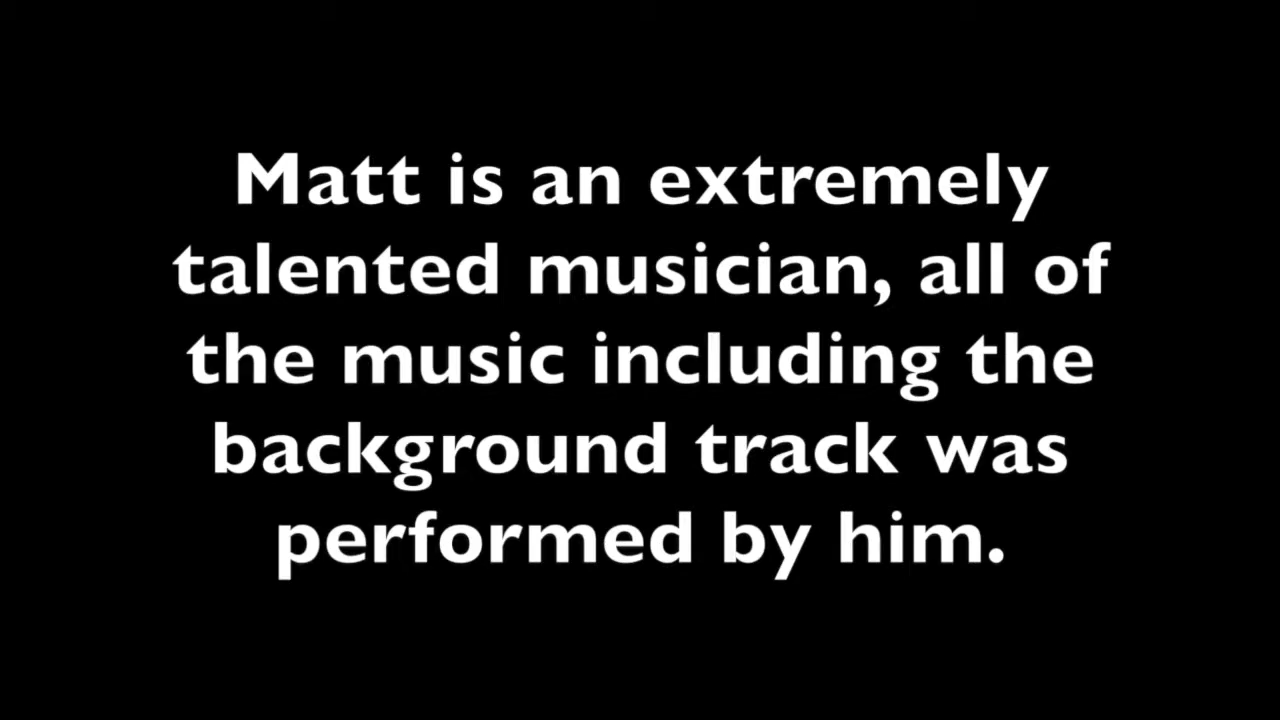 Matt is an extremely
talented musician, all of
the music including the
background track was
performed by him.